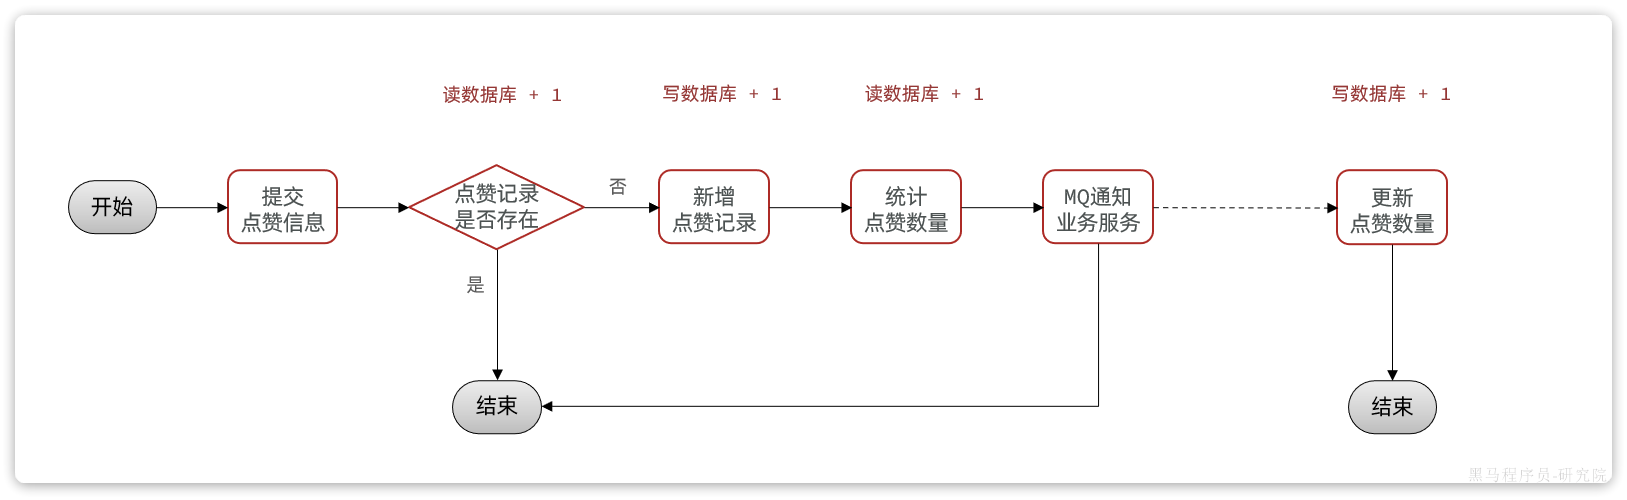 读数据库 + 1
写数据库 + 1
读数据库 + 1
写数据库 + 1
开始
提交
点赞信息
点赞记录
是否存在
否
新增
点赞记录
统计
点赞数量
MQ通知
业务服务
更新
点赞数量
是
结束
结束
黑马程序员-研究院